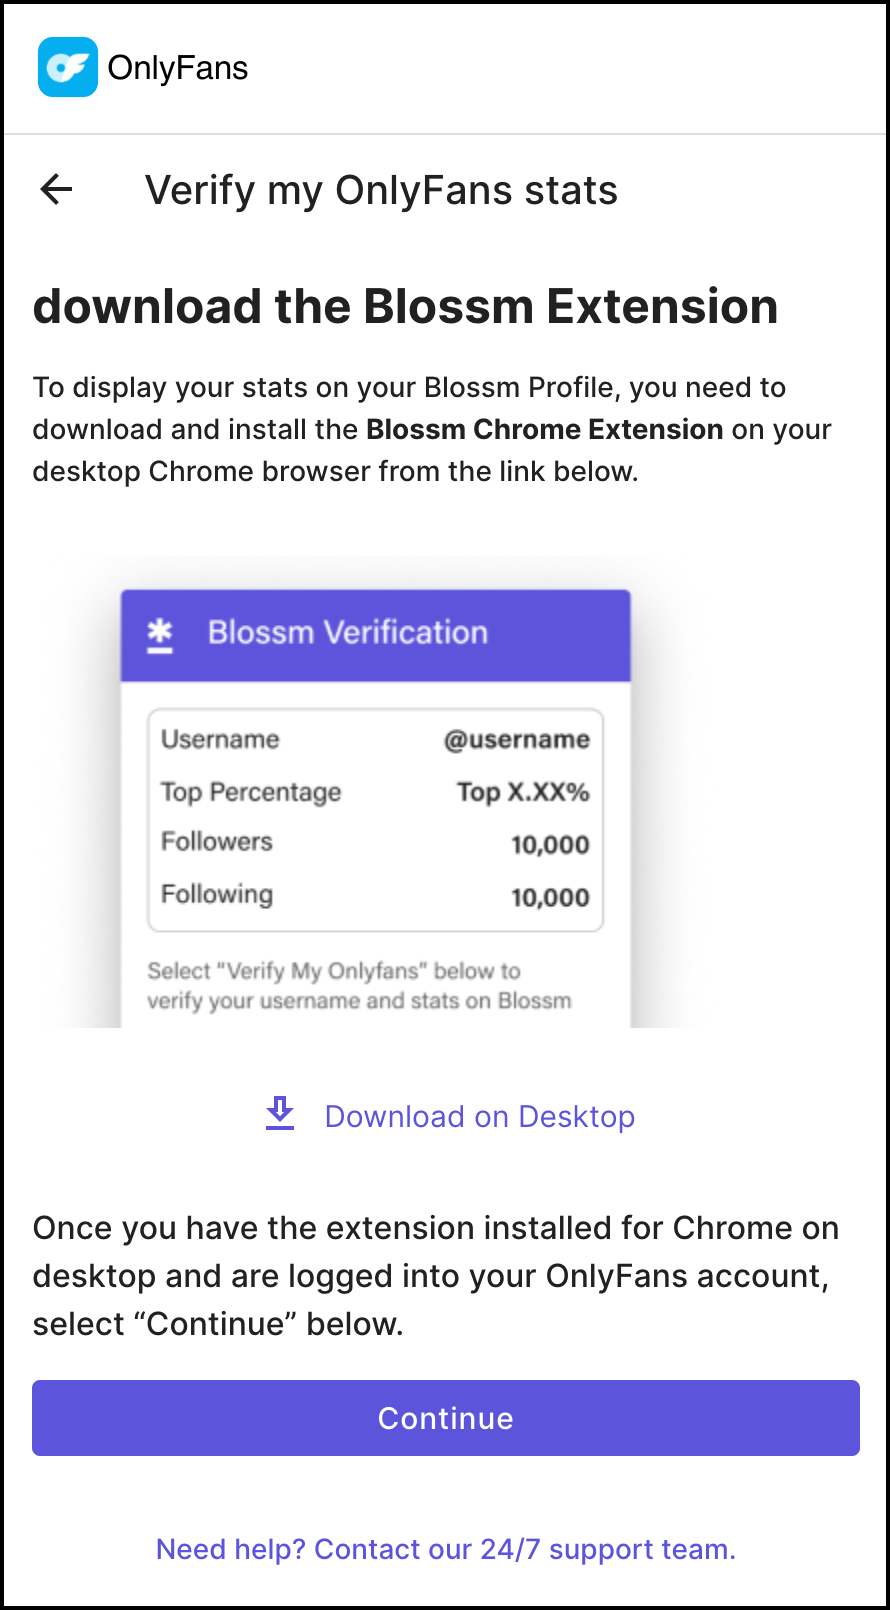 OnlyFans
Verify my OnlyFans stats
download the Blossm Extension
To display your stats on your Blossm Profile, you need to
download and install the Blossm Chrome Extension on your
desktop Chrome browser from the link below.
Blossm Verification
Username @username
Top Percentage Top X.XX%
Followers 10,000
Following 10,000
Select "Verify My Onlyfans" below to
verify your username and stats on Blossm
Download on Desktop
Once you have the extension installed for Chrome on
desktop and are logged into your OnlyFans account,
select “Continue” below.
Continue
Need help? Contact our 24/7 support team.